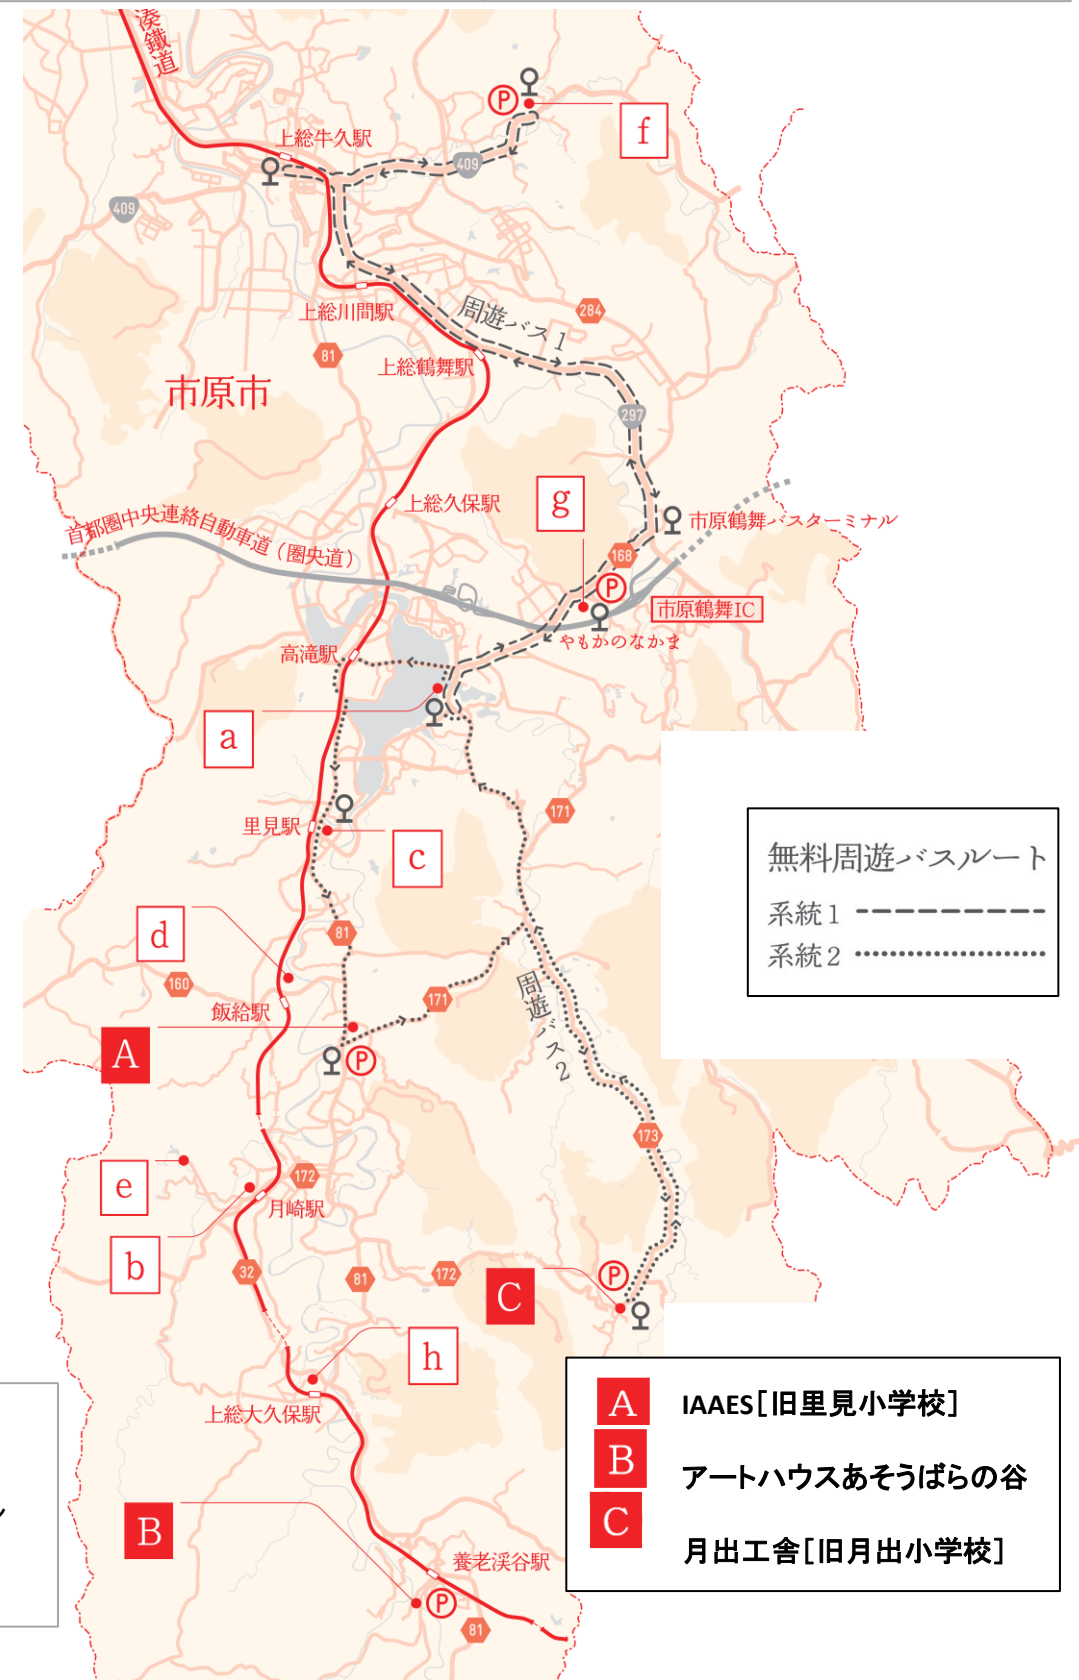 湊鐵道
上総牛久駅
P
f
409
409
上総川間駅
周遊バス1
284
81
上総鶴舞駅
市原市
297
g
上総久保駅
市原鶴舞バスターミナル
首都圏中央連絡自動車道（圏央道）
168
P
市原鶴舞IC
やもかのなかま
高滝駅
a
171
里見駅
c
無料周遊バスルート
系統1
系統2
d
81
160
171
飯給駅
周遊バス2
A
P
173
e
172
月崎駅
b
32
81
172
C
P
h
上総大久保駅
A IAAES［旧里見小学校］
B アートハウスあそうばらの谷
C 月出工舎［旧月出小学校］
B
養老渓谷駅
P
81